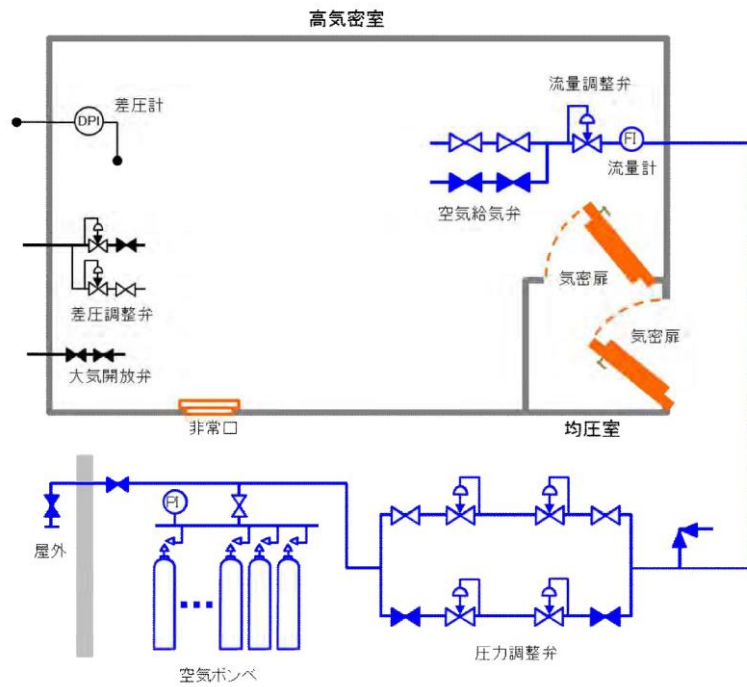 高気密室
流量調整弁
差圧計
DPI
FI
流量計
空気給気弁
気密扉
差圧調整弁
気密扉
大気開放弁
非常口
均圧室
PI
屋外
圧力調整弁
空気ボンベ